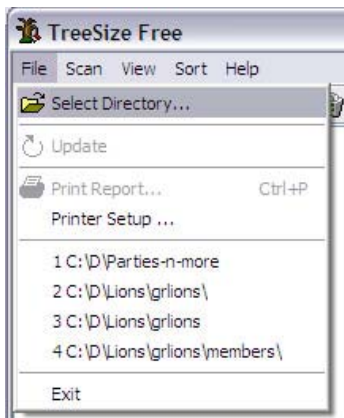 TreeSize Free
File Scan View Sort Help
Select Directory...
Update
Print Report... Ctrl+P
Printer Setup ...
1 C:\D\Parties-n-more
2 C:\D\Lions\grlions\
3 C:\D\Lions\grlions
4 C:\D\Lions\grlions\members\
Exit